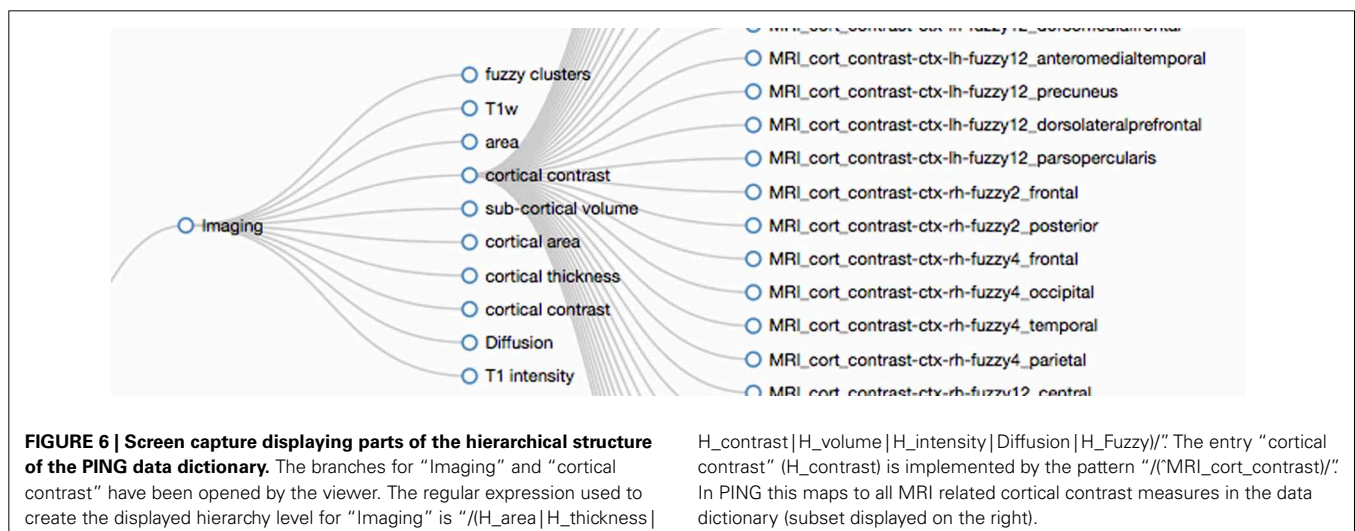 MRI_cort_contrast-ctx-lh-fuzzy12_dorsomedialfrontal
fuzzy clusters
MRI_cort_contrast-ctx-lh-fuzzy12_anteromedialtemporal
MRI_cort_contrast-ctx-lh-fuzzy12_precuneus
T1w
MRI_cort_contrast-ctx-lh-fuzzy12_dorsolateralprefrontal
area
MRI_cort_contrast-ctx-lh-fuzzy12_parsopercularis
cortical contrast
MRI_cort_contrast-ctx-rh-fuzzy2_frontal
sub-cortical volume
MRI_cort_contrast-ctx-rh-fuzzy2_posterior
Imaging
cortical area
MRI_cort_contrast-ctx-rh-fuzzy4_frontal
cortical thickness
MRI_cort_contrast-ctx-rh-fuzzy4_occipital
cortical contrast
MRI_cort_contrast-ctx-rh-fuzzy4_temporal
Diffusion
MRI_cort_contrast-ctx-rh-fuzzy4_parietal
T1 intensity
MRI_cort_contrast-ctx-rh-fuzzy12_central
FIGURE 6 | Screen capture displaying parts of the hierarchical structure
of the PING data dictionary. The branches for “Imaging” and “cortical
contrast” have been opened by the viewer. The regular expression used to
create the displayed hierarchy level for “Imaging” is “/(H_area|H_thickness|
H_contrast|H_volume|H_intensity|Diffusion|H_Fuzzy)/”. The entry “cortical
contrast” (H_contrast) is implemented by the pattern “/(ˆMRI_cort_contrast)/”.
In PING this maps to all MRI related cortical contrast measures in the data
dictionary (subset displayed on the right).